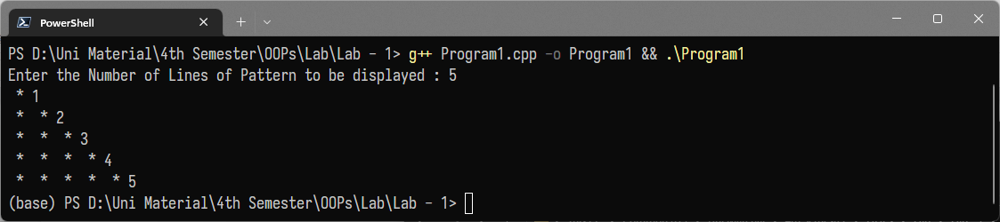 PowerShell
PS D:\Uni Material\4th Semester\OOPs\Lab\Lab - 1> g++ Program1.cpp -o Program1 && .\Program1
Enter the Number of Lines of Pattern to be displayed : 5
 * 1
 *  * 2
 *  *  * 3
 *  *  *  * 4
 *  *  *  *  * 5
(base) PS D:\Uni Material\4th Semester\OOPs\Lab\Lab - 1>